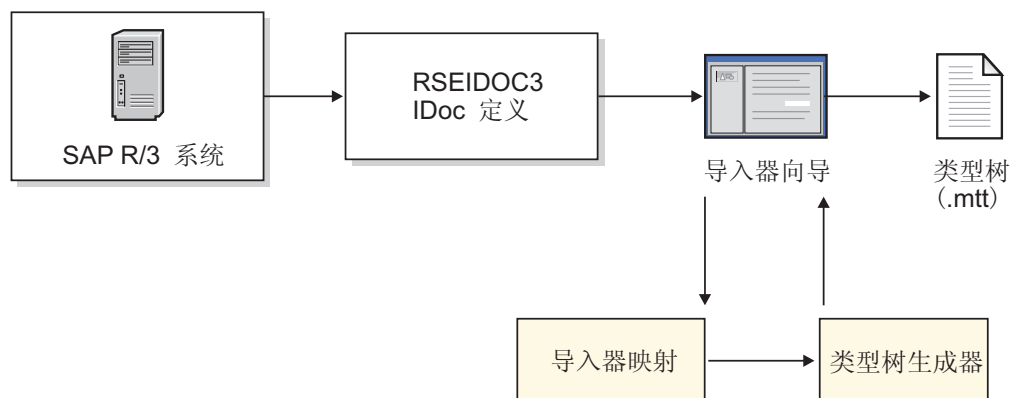 SAP R/3 系统
RSEIDOC3
IDoc 定义
导入器向导
类型树
(.mtt)
导入器映射
类型树生成器